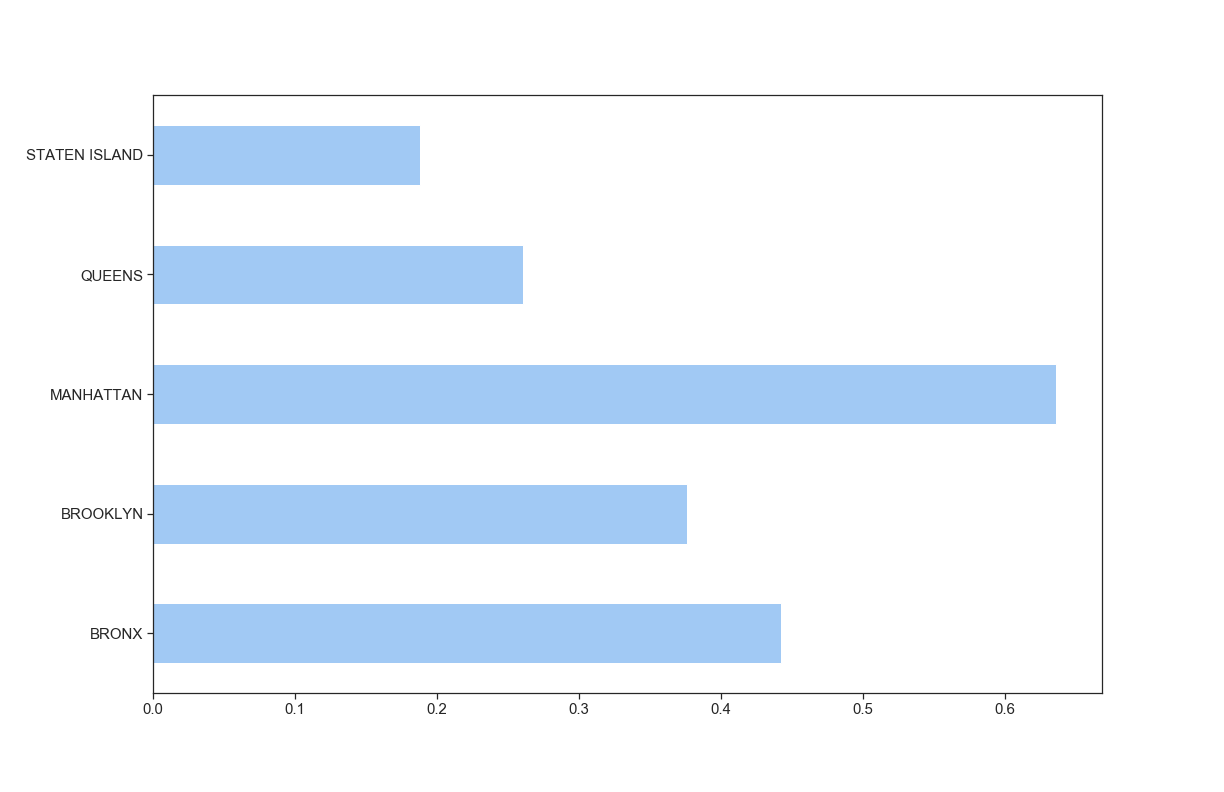 STATEN ISLAND
QUEENS
MANHATTAN
BROOKLYN
BRONX
0.0 0.1 0.2 0.3 0.4 0.5 0.6